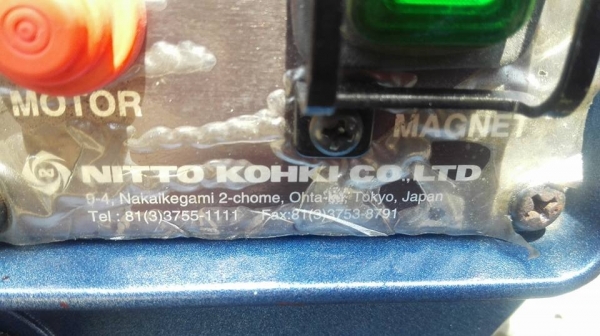 MOTOR
MAGNET
NITTO KOHKI CO., LTD
9-4, Nakaikegami 2-chome, Ohta-ku, Tokyo, Japan
Tel : 81(3)3755-1111 Fax:81(3)3753-8791